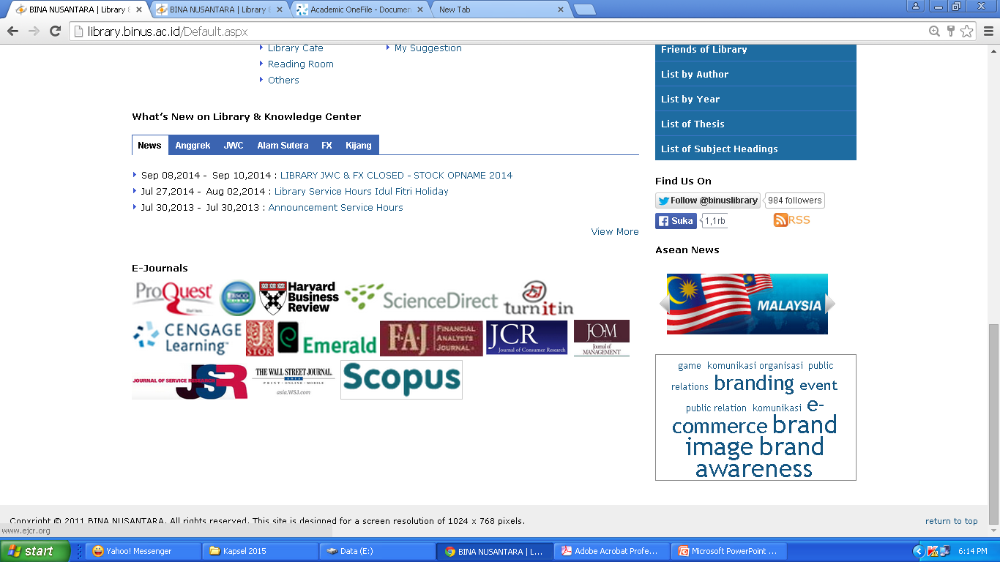 BINA NUSANTARA | Library &
BINA NUSANTARA | Library &
Academic OneFile - Documen
New Tab
library.binus.ac.id/Default.aspx
Library Cafe
My Suggestion
Reading Room
Others
What's New on Library & Knowledge Center
News Anggrek JWC Alam Sutera FX Kijang
Sep 08,2014 - Sep 10,2014 : LIBRARY JWC & FX CLOSED - STOCK OPNAME 2014
Jul 27,2014 - Aug 02,2014 : Library Service Hours Idul Fitri Holiday
Jul 30,2013 - Jul 30,2013 : Announcement Service Hours
View More
E-Journals
ProQuest
Start here.
EBSCO
Harvard
Business
Review
ScienceDirect
turnitin
CENGAGE
Learning™
JSTOR
Emerald
FAJ FINANCIAL
ANALYSTS
JOURNAL
JCR
Journal of Consumer Research
JOM
Journal of
MANAGEMENT
JOURNAL OF SERVICE RESEARCH
JSR
THE WALL STREET JOURNAL.
ASIA
PRINT · ONLINE · MOBILE
asia.WSJ.com
Scopus
Friends of Library
List by Author
List by Year
List of Thesis
List of Subject Headings
Find Us On
Follow @binuslibrary 984 followers
Suka 1,1rb RSS
Asean News
MALAYSIA
game komunikasi organisasi public
relations branding event
public relation komunikasi e-
commerce brand
image brand
awareness
Copyright © 2011 BINA NUSANTARA. All rights reserved. This site is designed for a screen resolution of 1024 x 768 pixels.
return to top
www.ejcr.org
start
Yahoo! Messenger
Kapsel 2015
Data (E:)
BINA NUSANTARA | L...
Adobe Acrobat Profe...
Microsoft PowerPoint ...
6:14 PM